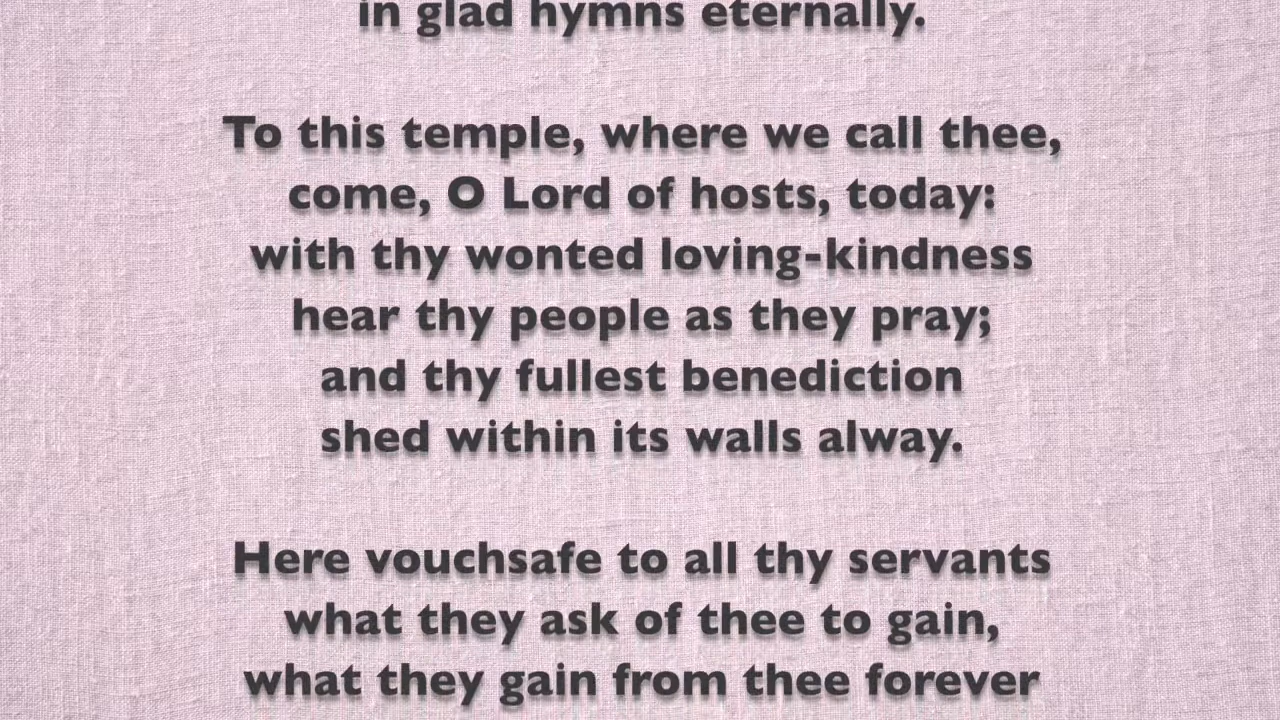 in glad hymns eternally.
To this temple, where we call thee,
come, O Lord of hosts, today:
with thy wonted loving-kindness
hear thy people as they pray;
and thy fullest benediction
shed within its walls alway.
Here vouchsafe to all thy servants
what they ask of thee to gain,
what they gain from thee forever